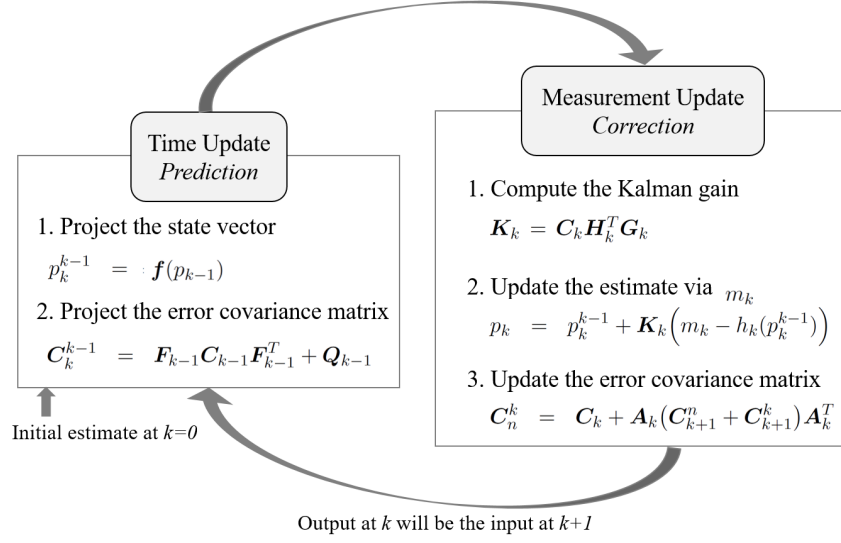 Time Update
Prediction
1. Project the state vector
p_k^{k-1} = f(p_{k-1})
2. Project the error covariance matrix
C_k^{k-1} = F_{k-1}C_{k-1}F_{k-1}^T + Q_{k-1}
Initial estimate at k=0
Measurement Update
Correction
1. Compute the Kalman gain
K_k = C_kH_k^TG_k
2. Update the estimate via m_k
p_k = p_k^{k-1} + K_k(m_k − h_k(p_k^{k-1}))
3. Update the error covariance matrix
C_n^k = C_k + A_k(C_{k+1}^n + C_{k+1}^k)A_k^T
Output at k will be the input at k+1